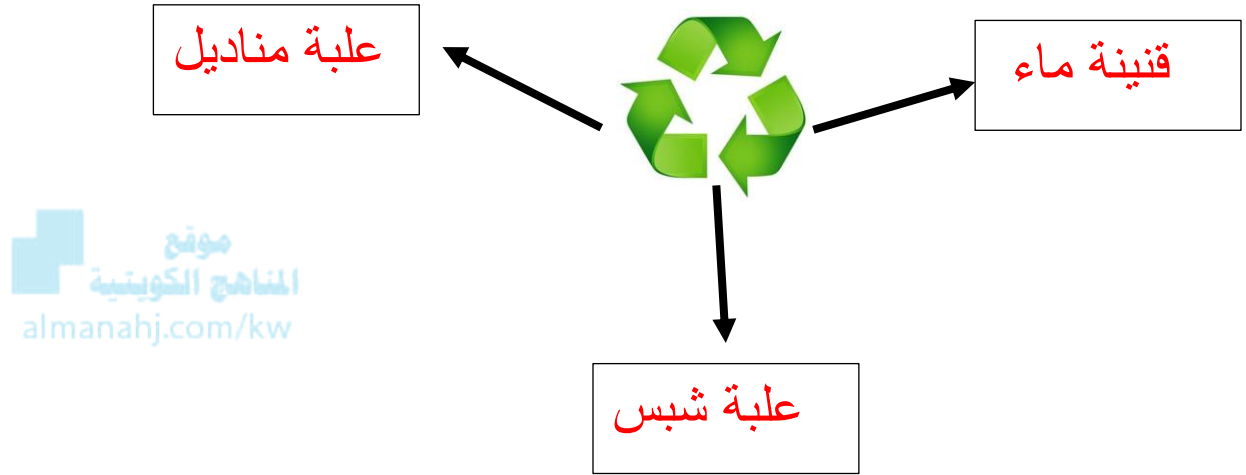 قنينة ماء
علبة مناديل
علبة شبس
موقع
المناهج الكويتية
almanahj.com/kw